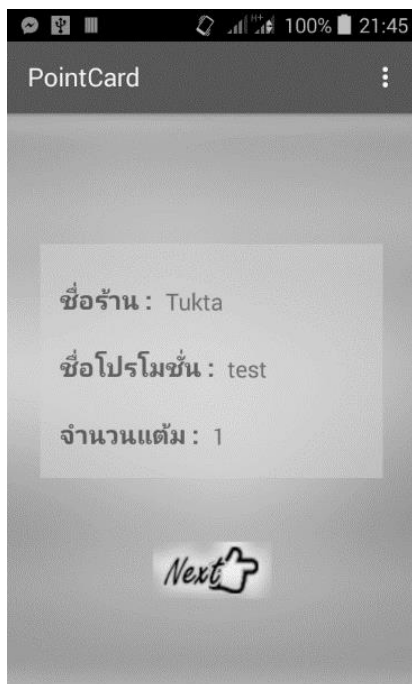 100% 21:45
PointCard
ชื่อร้าน : Tukta
ชื่อโปรโมชั่น : test
จำนวนแต้ม : 1
Next